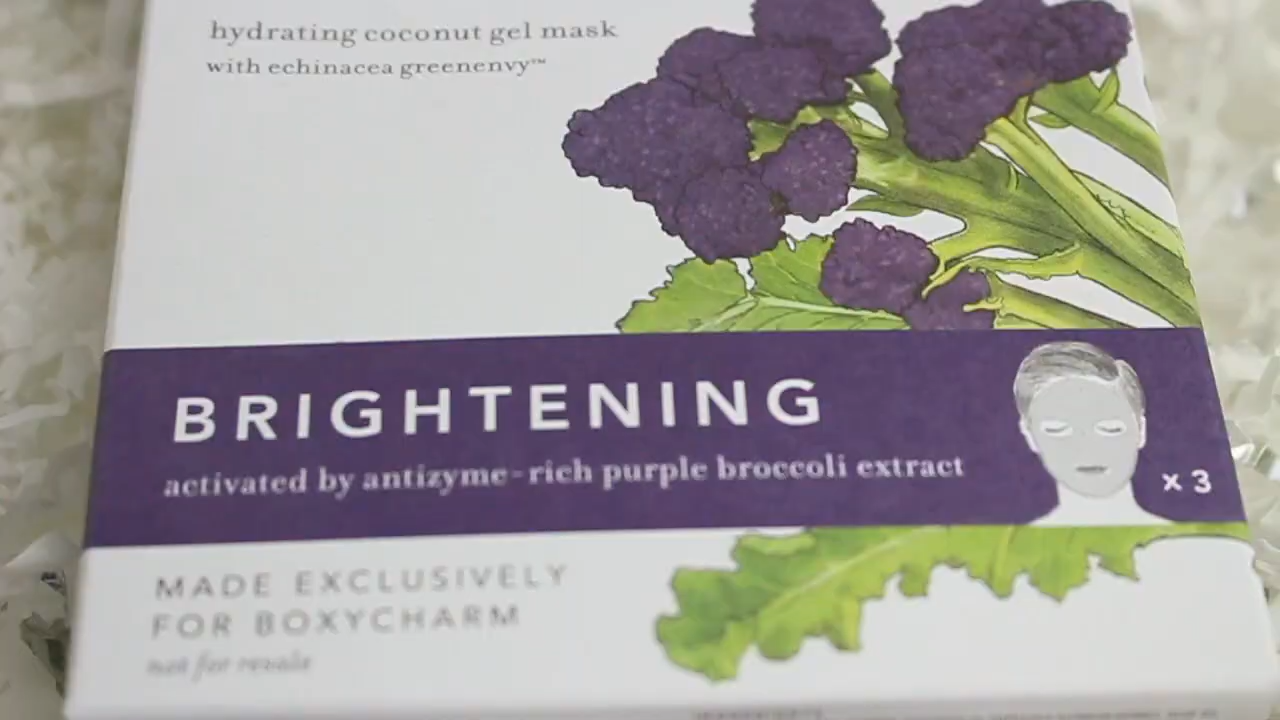 hydrating coconut gel mask
with echinacea greenenvy™
BRIGHTENING
activated by antizyme-rich purple broccoli extract
x 3
MADE EXCLUSIVELY
FOR BOXYCHARM
not for resale